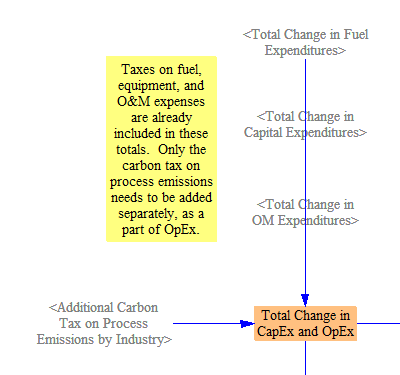 <Total Change in Fuel
Expenditures>
Taxes on fuel,
equipment, and
O&M expenses
are already
included in these
totals.  Only the
carbon tax on
process emissions
needs to be added
separately, as a
part of OpEx.
<Total Change in
Capital Expenditures>
<Total Change in
OM Expenditures>
<Additional Carbon
Tax on Process
Emissions by Industry>
Total Change in
CapEx and OpEx